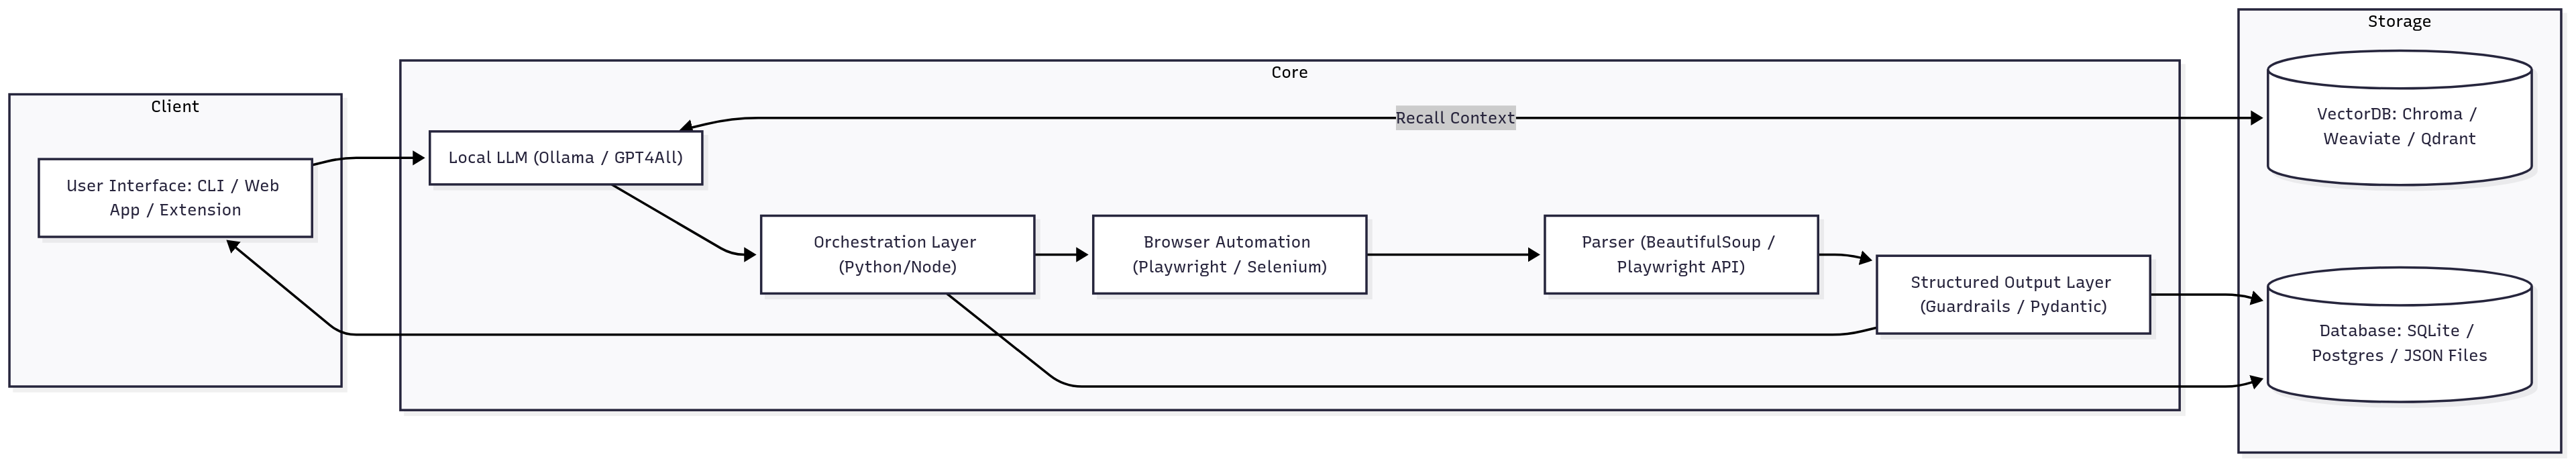 Client
User Interface: CLI / Web
App / Extension
Core
Recall Context
Local LLM (Ollama / GPT4All)
Orchestration Layer
(Python/Node)
Browser Automation
(Playwright / Selenium)
Parser (BeautifulSoup /
Playwright API)
Structured Output Layer
(Guardrails / Pydantic)
Storage
VectorDB: Chroma /
Weaviate / Qdrant
Database: SQLite /
Postgres / JSON Files